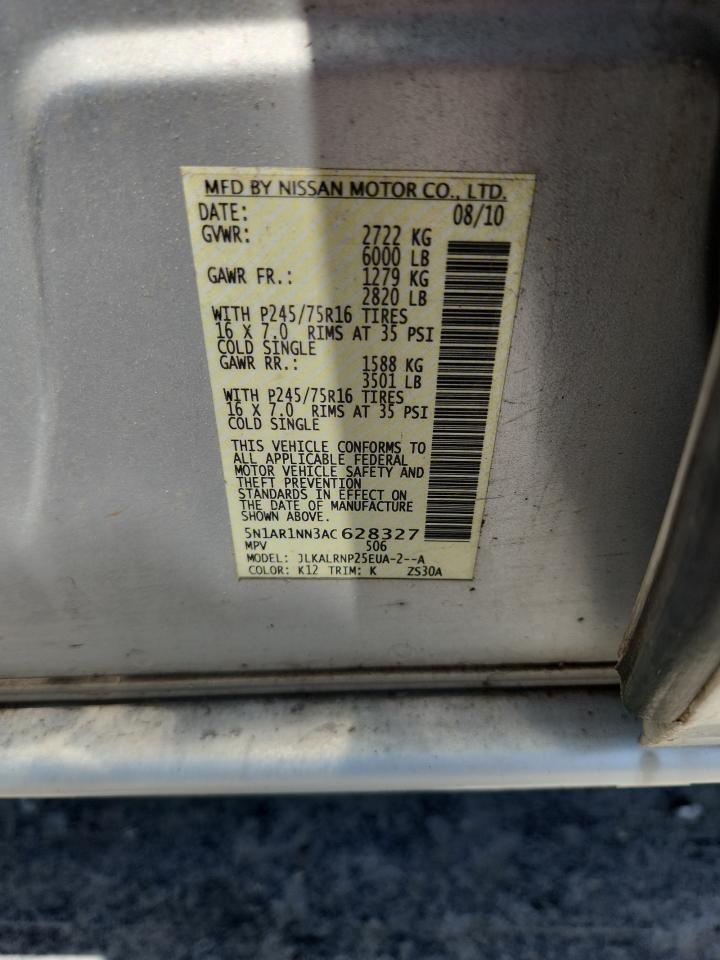 MFD BY NISSAN MOTOR CO., LTD.
DATE: 08/10
GVWR: 2722 KG
6000 LB
GAWR FR.: 1279 KG
2820 LB
WITH P245/75R16 TIRES
16 X 7.0 RIMS AT 35 PSI
COLD SINGLE
GAWR RR.: 1588 KG
3501 LB
WITH P245/75R16 TIRES
16 X 7.0 RIMS AT 35 PSI
COLD SINGLE
THIS VEHICLE CONFORMS TO
ALL APPLICABLE FEDERAL
MOTOR VEHICLE SAFETY AND
THEFT PREVENTION
STANDARDS IN EFFECT ON
THE DATE OF MANUFACTURE
SHOWN ABOVE.
5N1AR1NN3AC 628327
MPV 506
MODEL: JLKALRNP25EUA-2--A
COLOR: K12 TRIM: K ZS30A